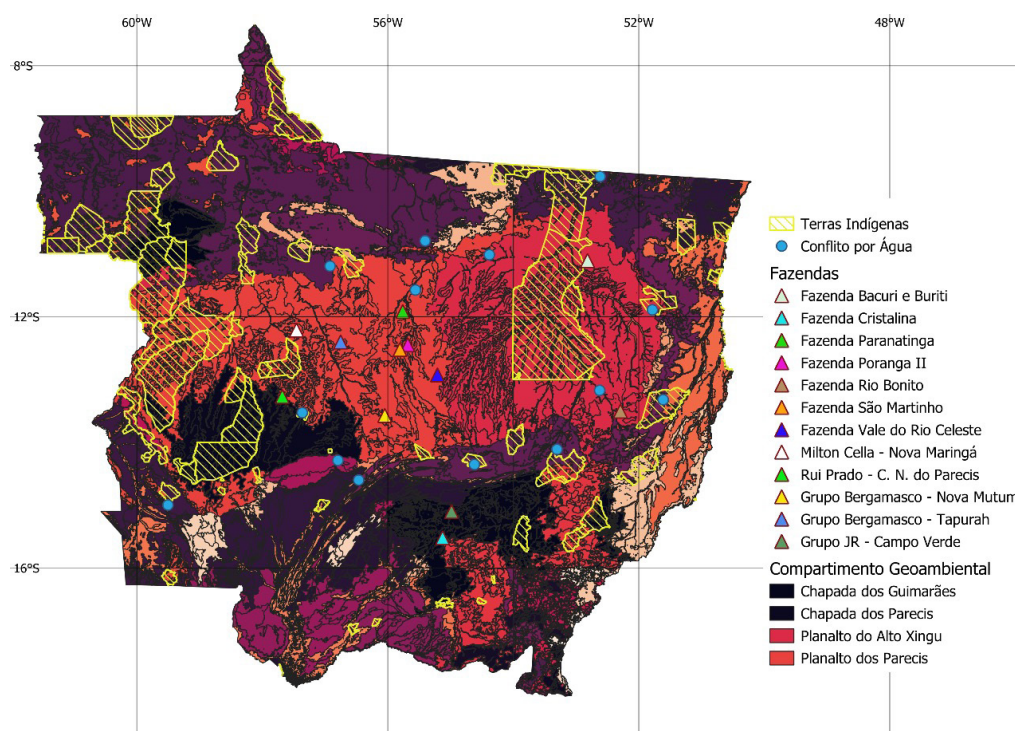 60°W 56°W 52°W 48°W
8°S
Terras Indígenas
Conflito por Água
Fazendas
Fazenda Bacuri e Buriti
12°S
Fazenda Cristalina
Fazenda Paranatinga
Fazenda Poranga II
Fazenda Rio Bonito
Fazenda São Martinho
Fazenda Vale do Rio Celeste
Milton Cella - Nova Maringá
Rui Prado - C. N. do Parecis
Grupo Bergamasco - Nova Mutum
Grupo Bergamasco - Tapurah
Grupo JR - Campo Verde
16°S
Compartimento Geoambiental
Chapada dos Guimarães
Chapada dos Parecis
Planalto do Alto Xingu
Planalto dos Parecis